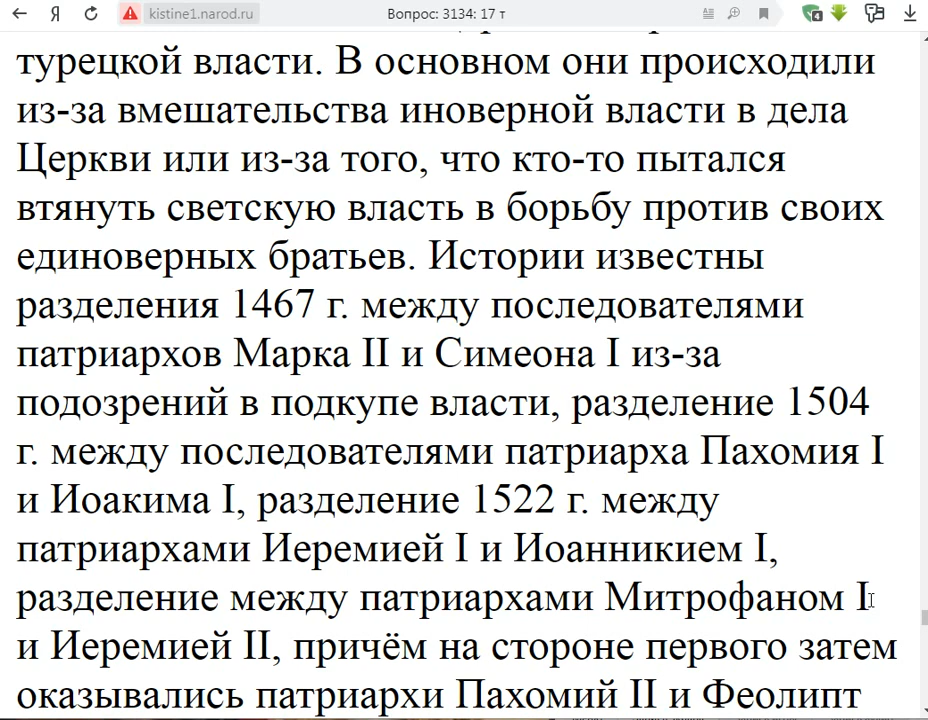 Я
kistine1.narod.ru
Вопрос: 3134: 17 т
4
турецкой власти. В основном они происходили
из-за вмешательства иноверной власти в дела
Церкви или из-за того, что кто-то пытался
втянуть светскую власть в борьбу против своих
единоверных братьев. Истории известны
разделения 1467 г. между последователями
патриархов Марка II и Симеона I из-за
подозрений в подкупе власти, разделение 1504
г. между последователями патриарха Пахомия I
и Иоакима I, разделение 1522 г. между
патриархами Иеремией I и Иоанникием I,
разделение между патриархами Митрофаном I
и Иеремией II, причём на стороне первого затем
оказывались патриархи Пахомий II и Феолипт